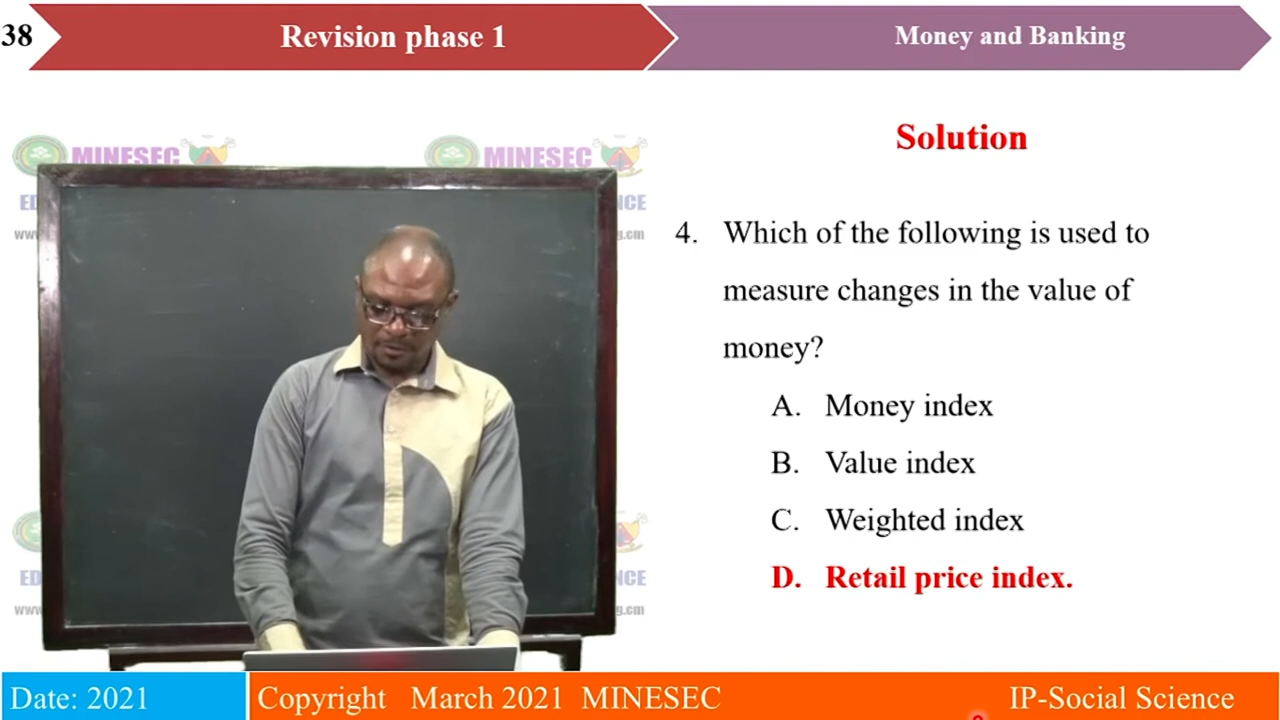 38
Revision phase 1
Money and Banking
MINESEC
MINESEC
Solution
4. Which of the following is used to
measure changes in the value of
money?
A. Money index
B. Value index
C. Weighted index
D. Retail price index.
Date: 2021
Copyright March 2021 MINESEC
IP-Social Science